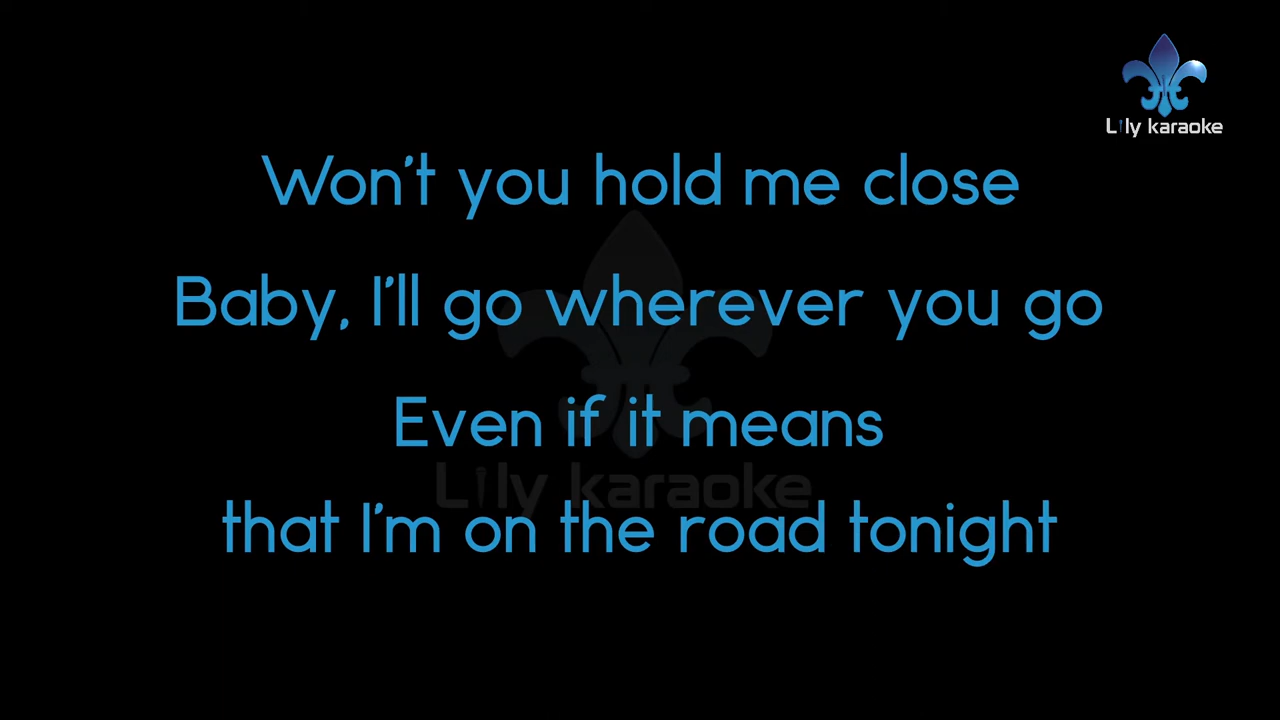 Lily karaoke
Won't you hold me close
Baby, I'll go wherever you go
Even if it means
Lily karaoke
that I'm on the road tonight